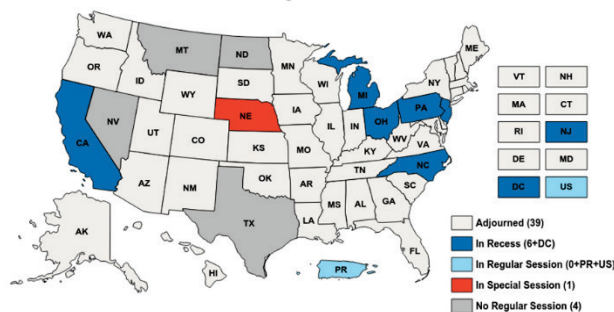 WA
ME
MT
ND
MN
OR
NY
ID
WI
SD
MI
WY
PA
IA
NE
OH
NV
IL
IN
UT
WV
CO
VA
CA
KS
MO
KY
NC
TN
OK
AZ
NM
AR
SC
MS
AL
GA
TX
LA
AK
FL
HI
PR
VT
NH
MA
CT
RI
NJ
DE
MD
DC
US
Adjourned (39)
In Recess (6+DC)
In Regular Session (0+PR+US)
In Special Session (1)
No Regular Session (4)